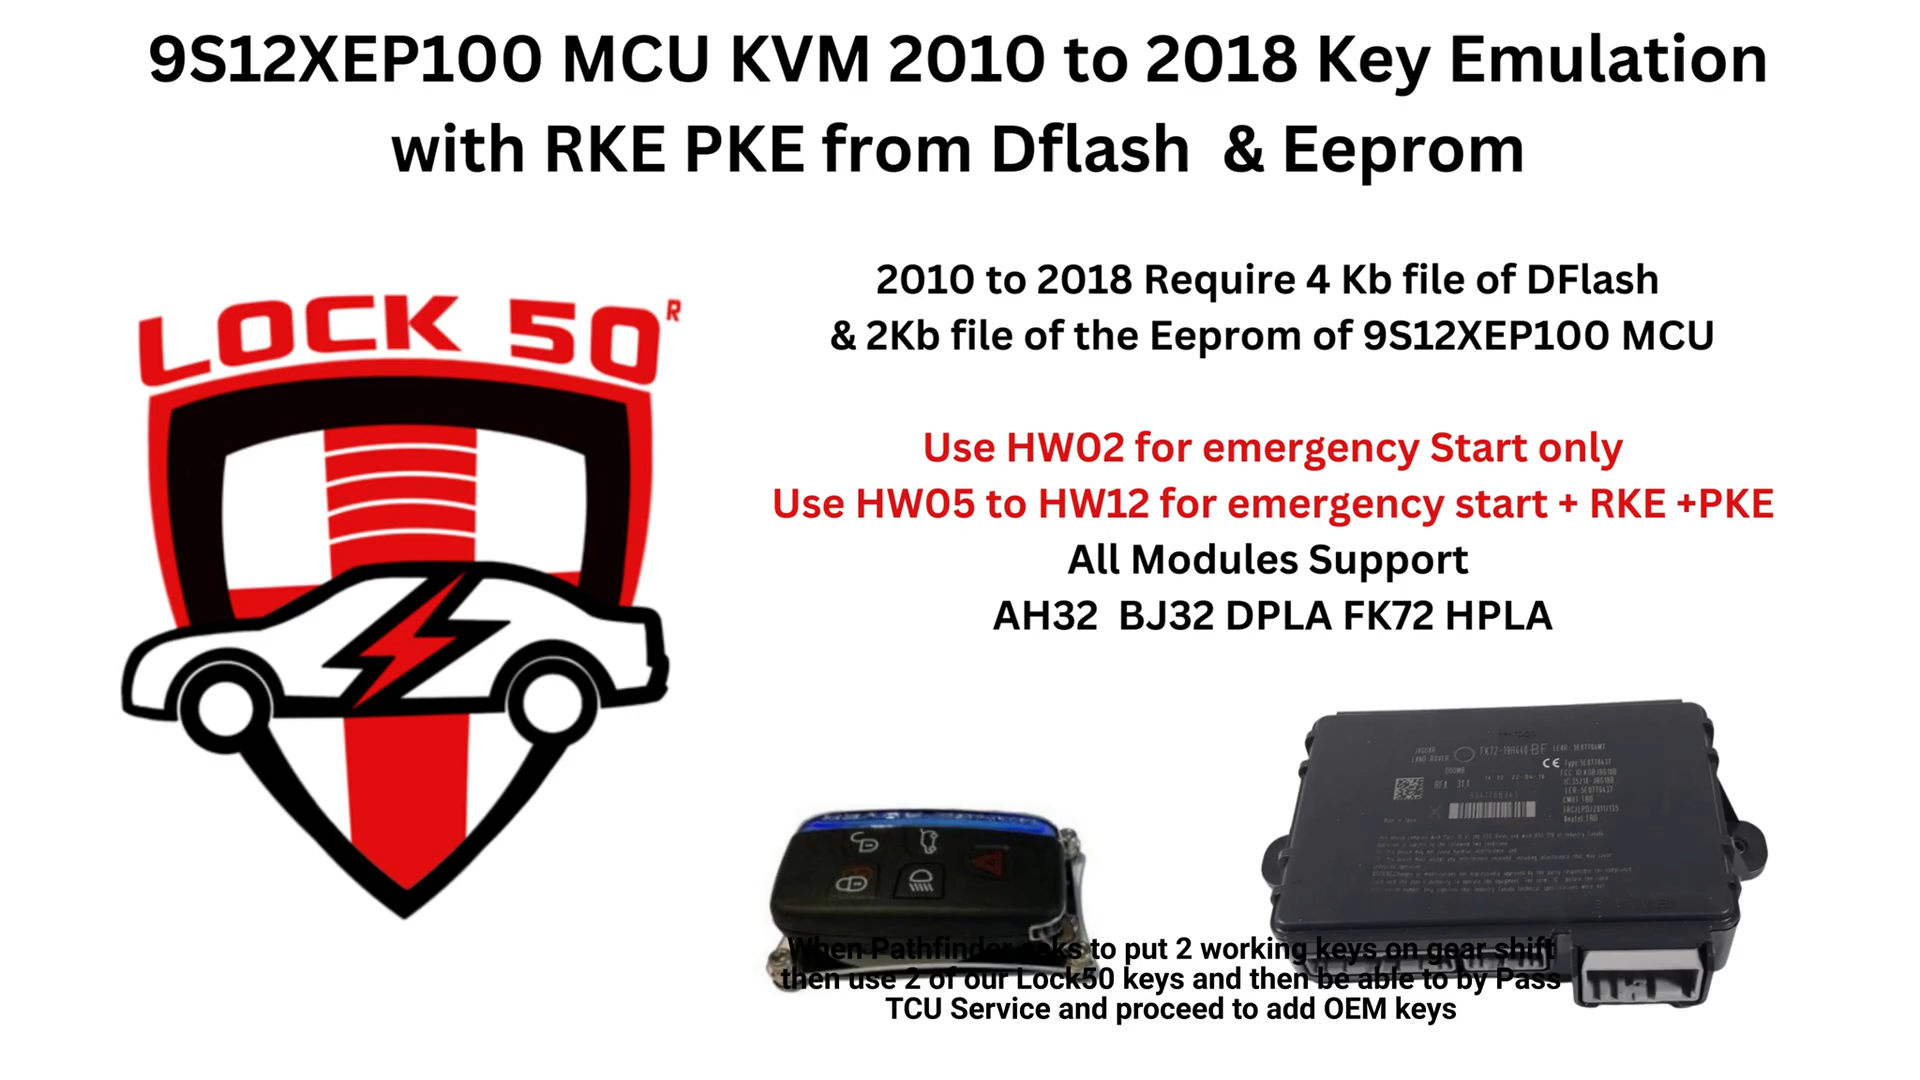 9S12XEP100 MCU KVM 2010 to 2018 Key Emulation
with RKE PKE from Dflash & Eeprom
LOCK 50 R
2010 to 2018 Require 4 Kb file of DFlash
& 2Kb file of the Eeprom of 9S12XEP100 MCU
Use HW02 for emergency Start only
Use HW05 to HW12 for emergency start + RKE +PKE
All Modules Support
AH32 BJ32 DPLA FK72 HPLA
JAGUAR
LAND-ROVER
CE
When Pathfinder asks to put 2 working keys on gear shift
then use 2 of our Lock50 keys and then be able to by Pass
TCU Service and proceed to add OEM keys